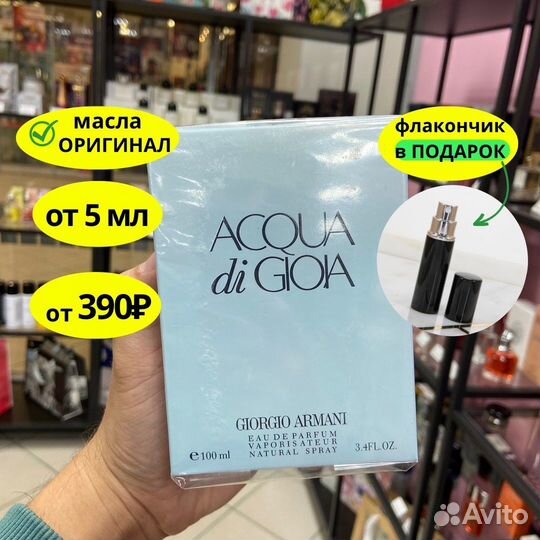 масла
ОРИГИНАЛ
от 5 мл
от 390₽
флакончик
в ПОДАРОК
ACQUA
di GIOIA
GIORGIO ARMANI
EAU DE PARFUM
VAPORISATEUR
NATURAL SPRAY
e 100 ml
3.4FL.OZ.
Avito